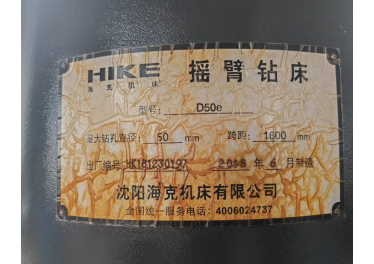 HIKE 摇臂钻床
海克机床
型号: D50e
最大钻孔直径: 50 mm 跨距: 1600 mm
出厂编号 HK181230197 2018 年 6 月制造
沈阳海克机床有限公司
全国统一服务电话: 4006024737